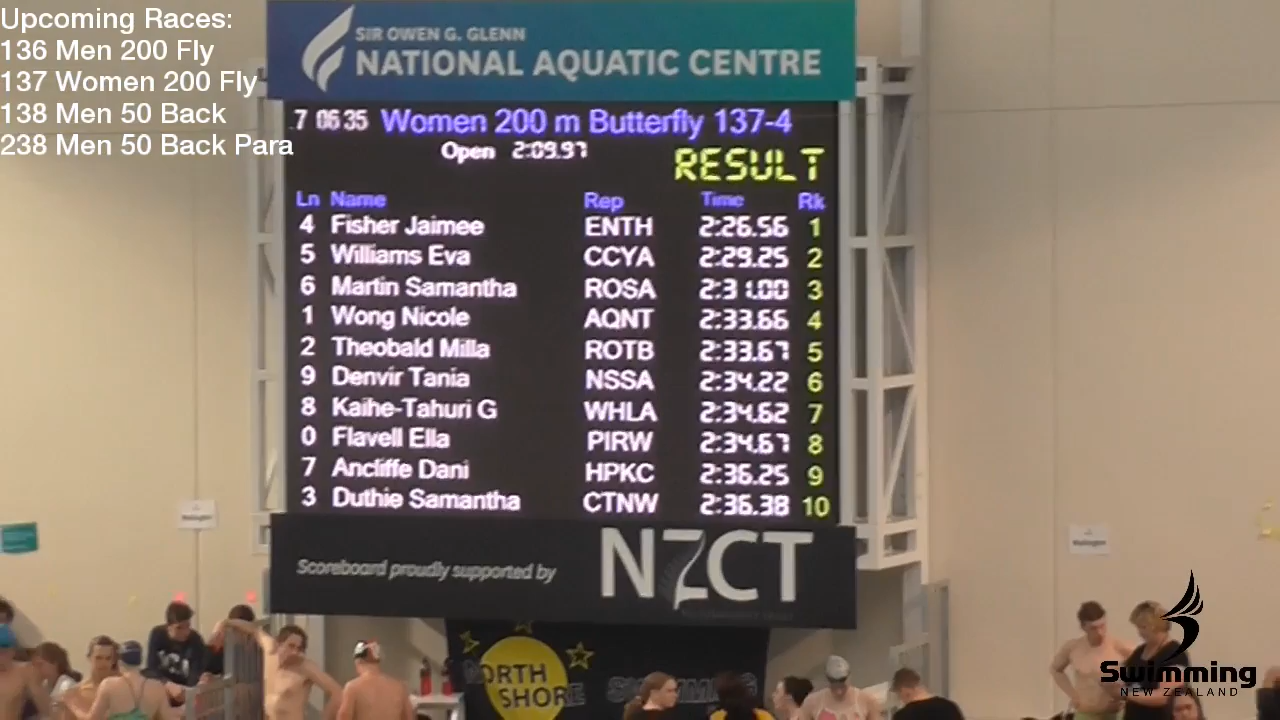 Upcoming Races:
136 Men 200 Fly
137 Women 200 Fly
138 Men 50 Back
238 Men 50 Back Para
SIR OWEN G. GLENN
NATIONAL AQUATIC CENTRE
7 06 35 Women 200 m Butterfly 137-4
Open 2:09.97
RESULT
Ln Name Rep Time Rk
4 Fisher Jaimee ENTH 2:26.56 1
5 Williams Eva CCYA 2:29.25 2
6 Martin Samantha ROSA 2:31.00 3
1 Wong Nicole AQNT 2:33.66 4
2 Theobald Milla ROTB 2:33.67 5
9 Denvir Tania NSSA 2:34.22 6
8 Kaihe-Tahuri G WHLA 2:34.62 7
0 Flavell Ella PIRW 2:34.67 8
7 Ancliffe Dani HPKC 2:36.25 9
3 Duthie Samantha CTNW 2:36.38 10
Scoreboard proudly supported by NZCT
NORTH
SHORE SWIMMING
Swimming
NEW ZEALAND